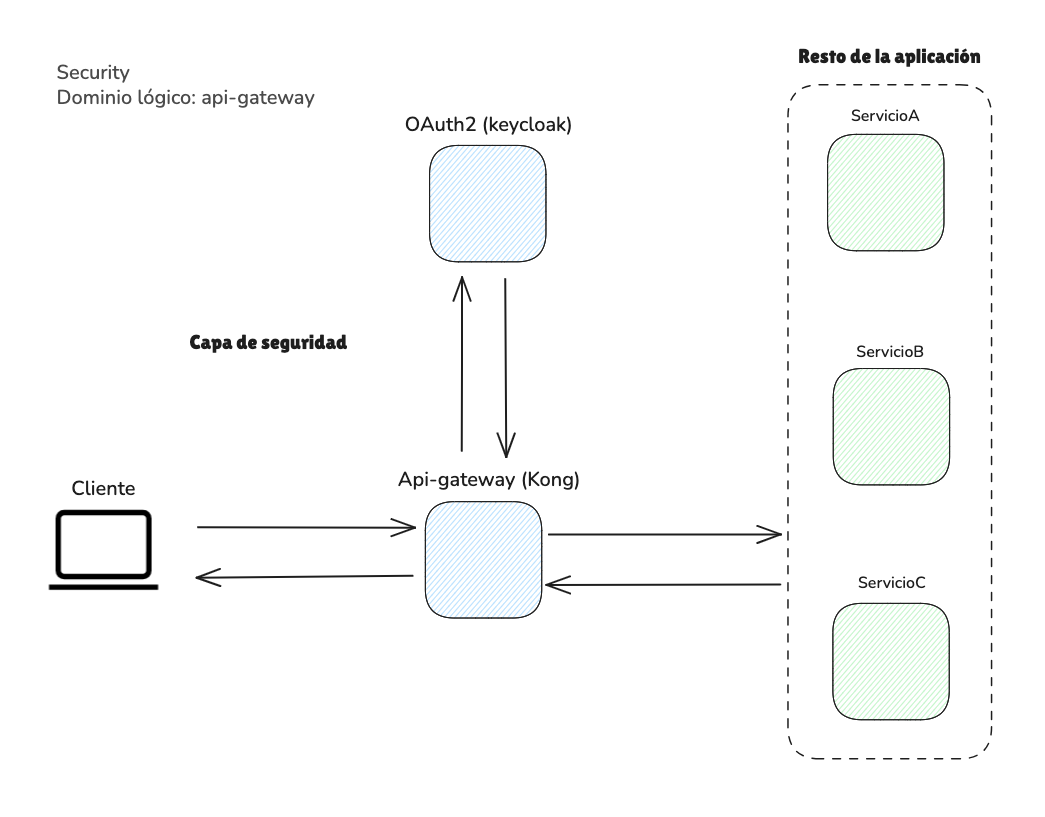 Security
Dominio lógico: api-gateway
Resto de la aplicación
OAuth2 (keycloak)
ServicioA
Capa de seguridad
ServicioB
Api-gateway (Kong)
Cliente
ServicioC